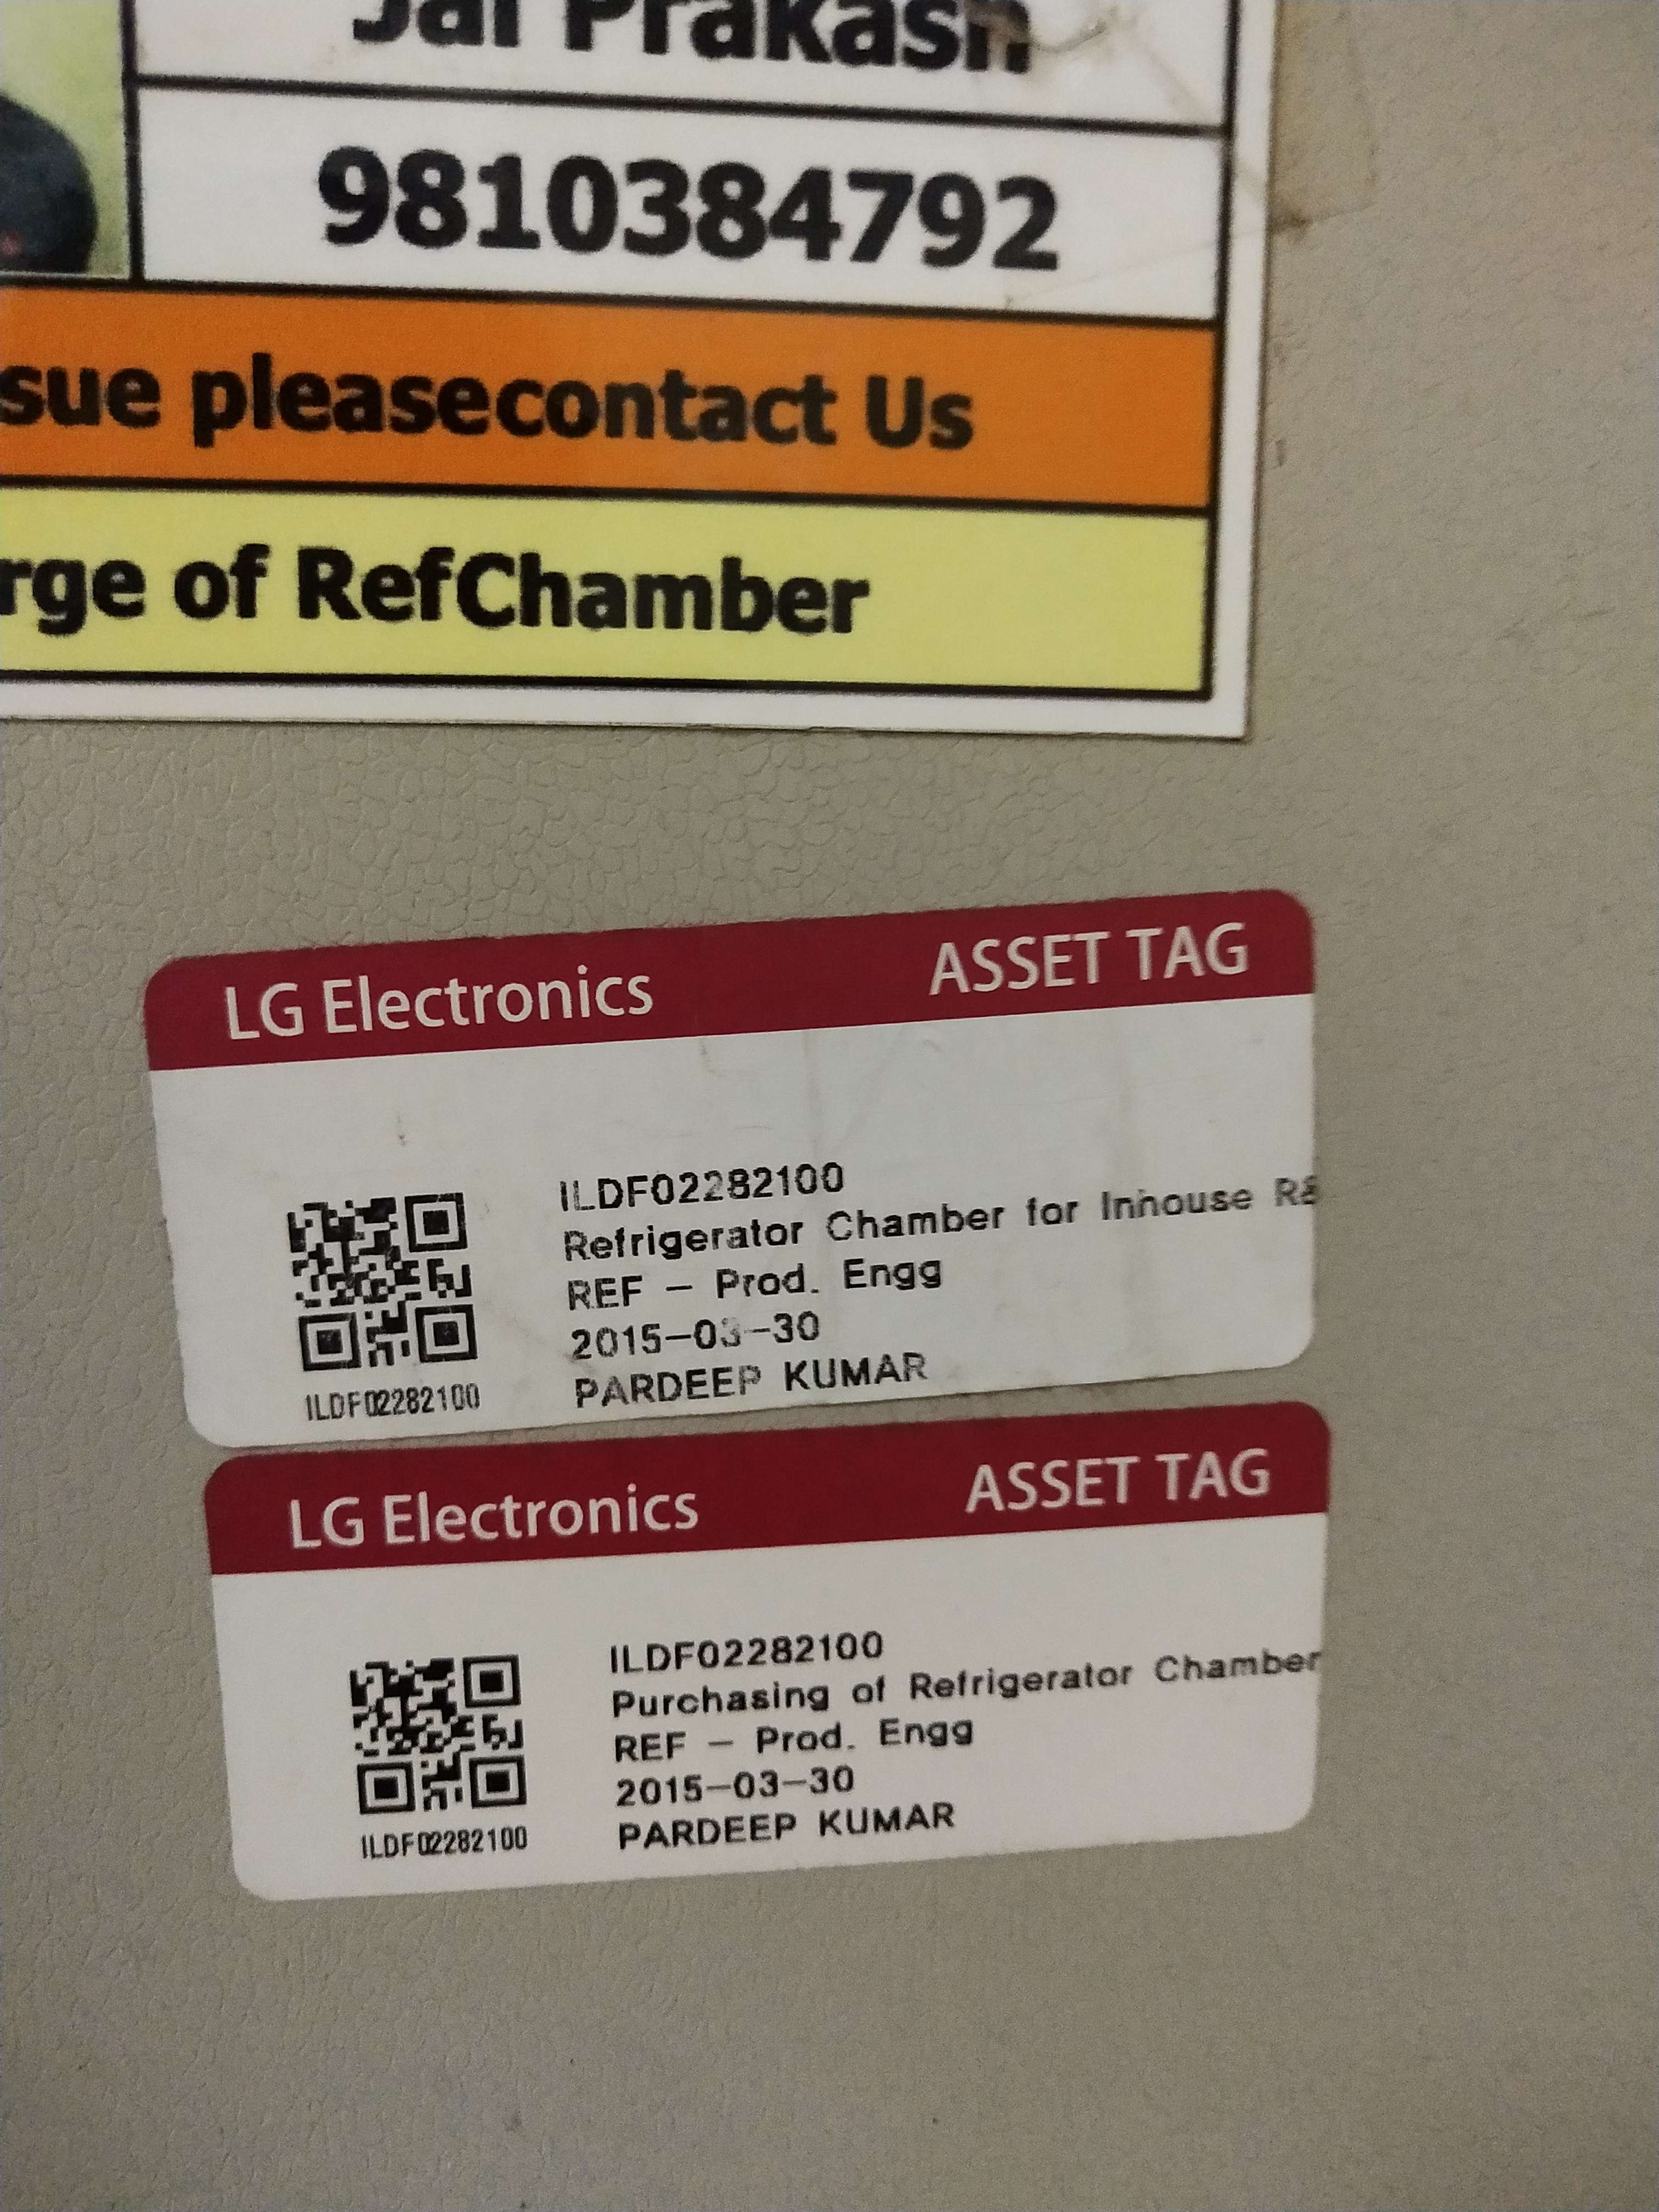 Jai Prakash
9810384792
sue pleasecontact Us
rge of RefChamber
LG Electronics ASSET TAG
ILDF02282100
Refrigerator Chamber for Inhouse R&
REF - Prod. Engg
2015-03-30
PARDEEP KUMAR
ILDF02282100
LG Electronics ASSET TAG
ILDF02282100
Purchasing of Refrigerator Chamber
REF - Prod. Engg
2015-03-30
PARDEEP KUMAR
ILDF02282100